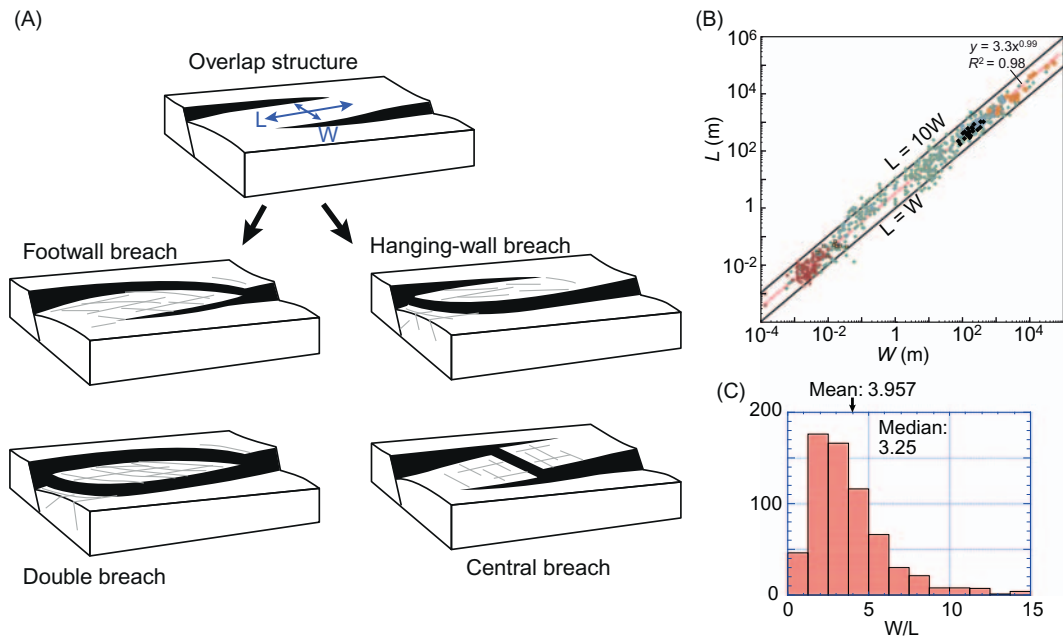 (A)
Overlap structure
L
W
Footwall breach
Hanging-wall breach
Double breach
Central breach
(B)
10^6
10^4
10^2
1
10^-2
L (m)
y = 3.3x^0.99
R^2 = 0.98
L = 10W
L = W
10^-4
10^-2
1
10^2
10^4
W (m)
(C)
Mean: 3.957
Median:
3.25
200
100
0
0
5
10
15
W/L